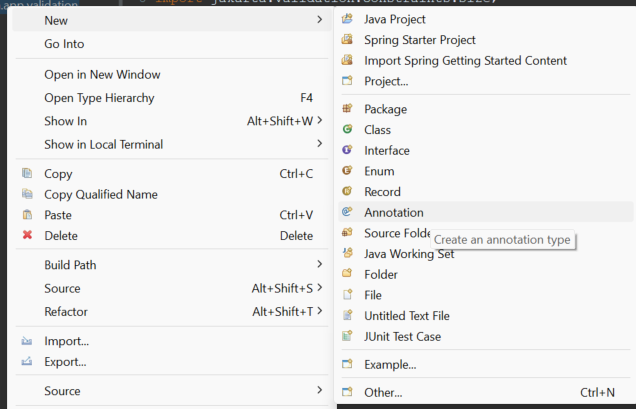 app.validation
import jakarta.validation.constraints.Size;
New
Go Into
Open in New Window
Open Type Hierarchy F4
Show In Alt+Shift+W
Show in Local Terminal
Copy Ctrl+C
Copy Qualified Name
Paste Ctrl+V
Delete Delete
Build Path
Source Alt+Shift+S
Refactor Alt+Shift+T
Import...
Export...
Source
Java Project
Spring Starter Project
Import Spring Getting Started Content
Project...
Package
Class
Interface
Enum
Record
Annotation
Source Folde
Create an annotation type
Java Working Set
Folder
File
Untitled Text File
JUnit Test Case
Example...
Other... Ctrl+N